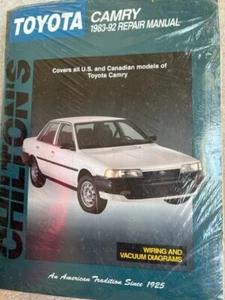 TOYOTA
CAMRY
1983-92 REPAIR MANUAL
Covers all U.S. and Canadian models of
Toyota Camry
CHILTON'S
WIRING AND
VACUUM DIAGRAMS
An American Tradition Since 1925